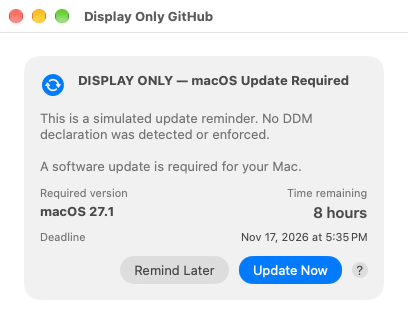 Display Only GitHub
DISPLAY ONLY — macOS Update Required
This is a simulated update reminder. No DDM
declaration was detected or enforced.
A software update is required for your Mac.
Required version
Time remaining
macOS 27.1
8 hours
Deadline
Nov 17, 2026 at 5:35 PM
Remind Later
Update Now
?